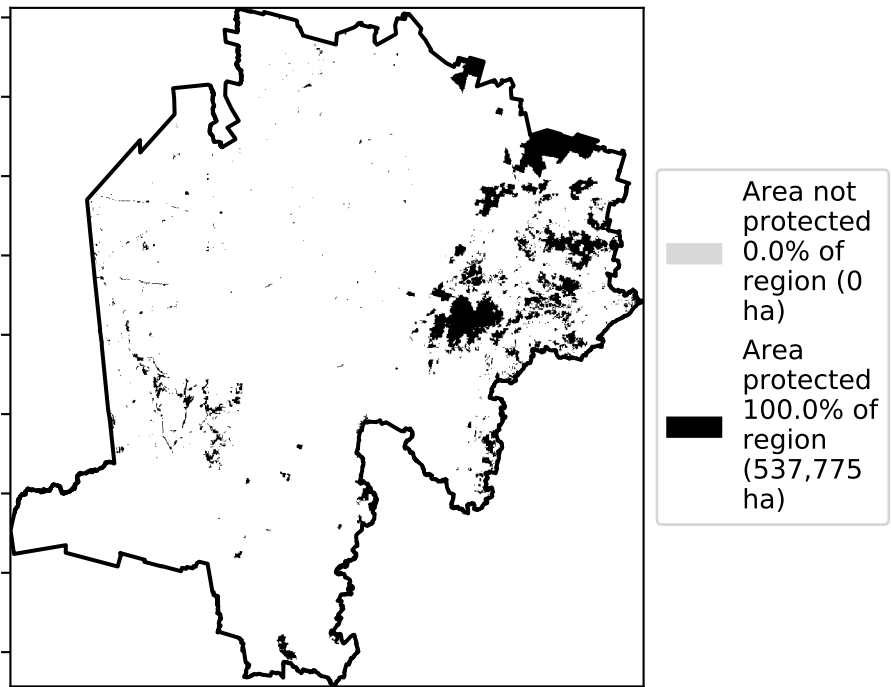 Area not
protected
0.0% of
region (0
ha)
Area
protected
100.0% of
region
(537,775
ha)